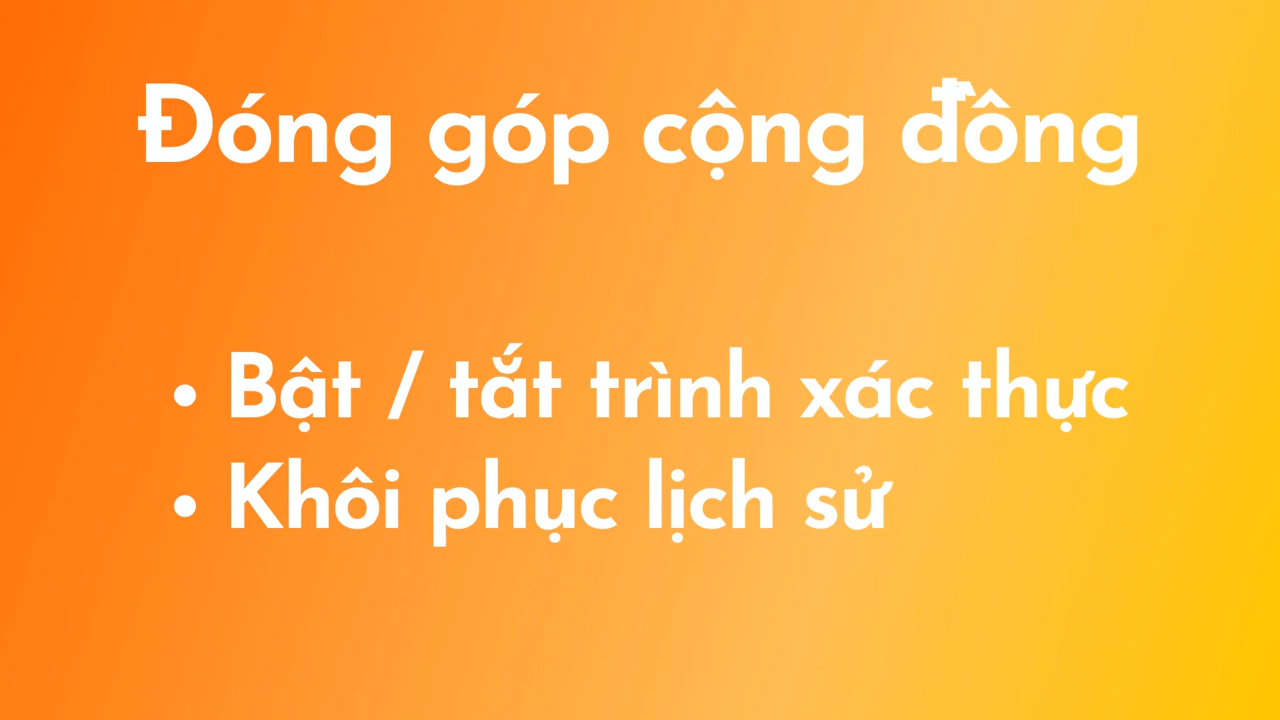 Đóng góp cộng đồng
• Bật / tắt trình xác thực
• Khôi phục lịch sử